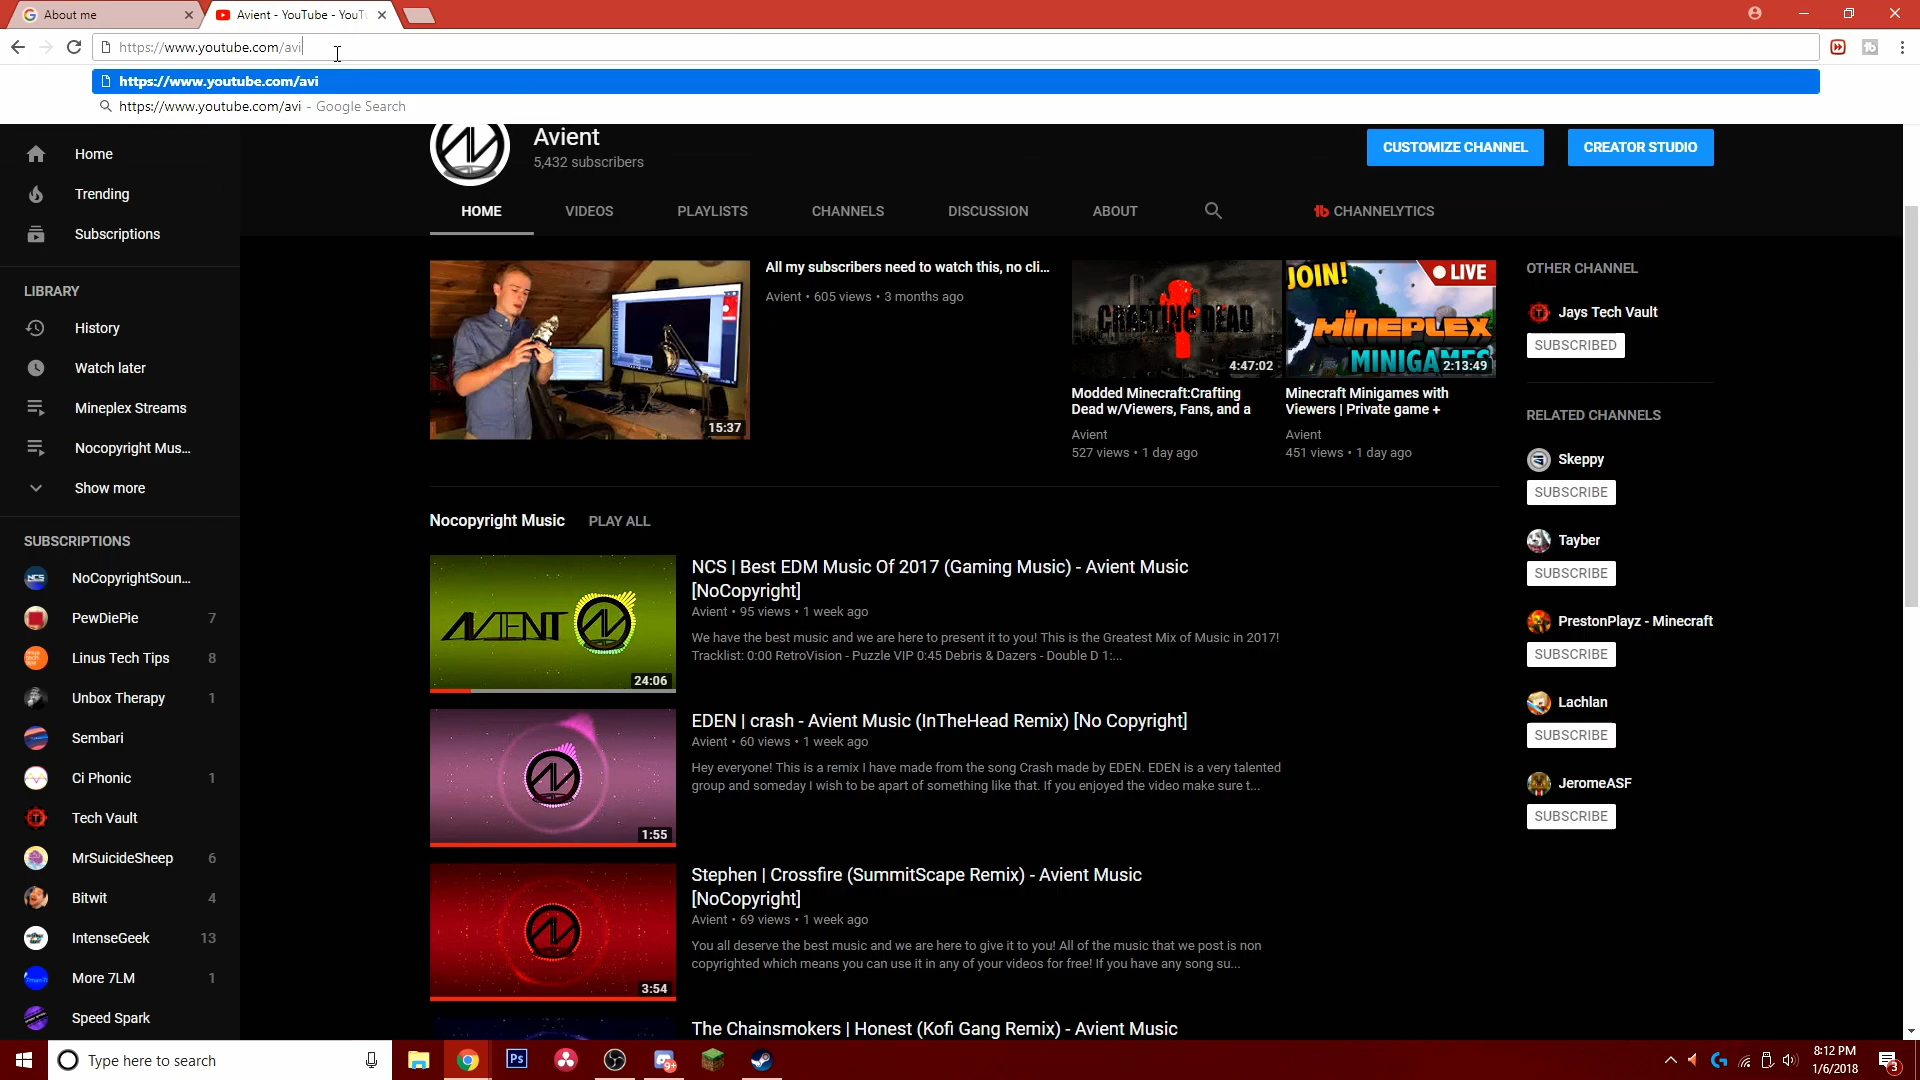 About me
Avient - YouTube - YouT
https://www.youtube.com/avi
https://www.youtube.com/avi
https://www.youtube.com/avi - Google Search
Home
Trending
Subscriptions
LIBRARY
History
Watch later
Mineplex Streams
Nocopyright Mus...
Show more
SUBSCRIPTIONS
NoCopyrightSoun...
PewDiePie 7
Linus Tech Tips 8
Unbox Therapy 1
Sembari
Ci Phonic 1
Tech Vault
MrSuicideSheep 6
Bitwit 4
IntenseGeek 13
More 7LM 1
Speed Spark
Avient
5,432 subscribers
CUSTOMIZE CHANNEL
CREATOR STUDIO
HOME VIDEOS PLAYLISTS CHANNELS DISCUSSION ABOUT CHANNELYTICS
15:37
All my subscribers need to watch this, no cli...
Avient • 605 views • 3 months ago
CRAFTING DEAD
4:47:02
Modded Minecraft:Crafting
Dead w/Viewers, Fans, and a
Avient
527 views • 1 day ago
JOIN!
LIVE
MINEPLEX
MINIGAMES
2:13:49
Minecraft Minigames with
Viewers | Private game +
Avient
451 views • 1 day ago
Nocopyright Music PLAY ALL
AVIENT
24:06
NCS | Best EDM Music Of 2017 (Gaming Music) - Avient Music
[NoCopyright]
Avient • 95 views • 1 week ago
We have the best music and we are here to present it to you! This is the Greatest Mix of Music in 2017!
Tracklist: 0:00 RetroVision - Puzzle VIP 0:45 Debris & Dazers - Double D 1:...
1:55
EDEN | crash - Avient Music (InTheHead Remix) [No Copyright]
Avient • 60 views • 1 week ago
Hey everyone! This is a remix I have made from the song Crash made by EDEN. EDEN is a very talented
group and someday I wish to be apart of something like that. If you enjoyed the video make sure t...
3:54
Stephen | Crossfire (SummitScape Remix) - Avient Music
[NoCopyright]
Avient • 69 views • 1 week ago
You all deserve the best music and we are here to give it to you! All of the music that we post is non
copyrighted which means you can use it in any of your videos for free! If you have any song su...
The Chainsmokers | Honest (Kofi Gang Remix) - Avient Music
OTHER CHANNEL
Jays Tech Vault
SUBSCRIBED
RELATED CHANNELS
Skeppy
SUBSCRIBE
Tayber
SUBSCRIBE
PrestonPlayz - Minecraft
SUBSCRIBE
Lachlan
SUBSCRIBE
JeromeASF
SUBSCRIBE
Type here to search
Ps
9+
8:12 PM
1/6/2018
3